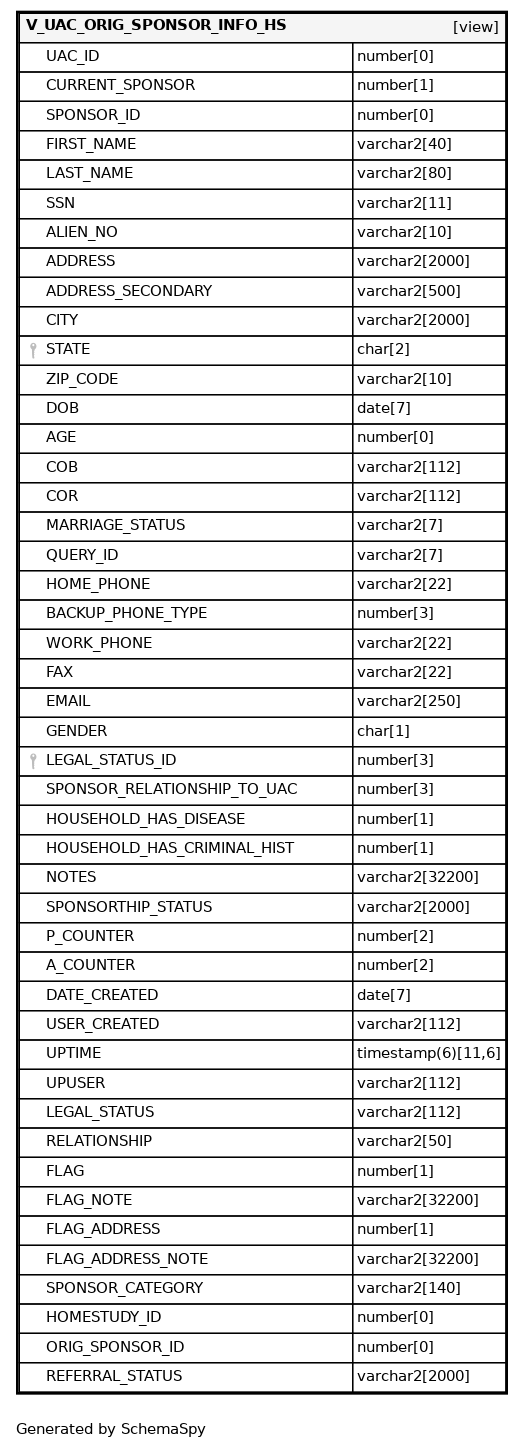 V_UAC_ORIG_SPONSOR_INFO_HS [view]
UAC_ID number[0]
CURRENT_SPONSOR number[1]
SPONSOR_ID number[0]
FIRST_NAME varchar2[40]
LAST_NAME varchar2[80]
SSN varchar2[11]
ALIEN_NO varchar2[10]
ADDRESS varchar2[2000]
ADDRESS_SECONDARY varchar2[500]
CITY varchar2[2000]
STATE char[2]
ZIP_CODE varchar2[10]
DOB date[7]
AGE number[0]
COB varchar2[112]
COR varchar2[112]
MARRIAGE_STATUS varchar2[7]
QUERY_ID varchar2[7]
HOME_PHONE varchar2[22]
BACKUP_PHONE_TYPE number[3]
WORK_PHONE varchar2[22]
FAX varchar2[22]
EMAIL varchar2[250]
GENDER char[1]
LEGAL_STATUS_ID number[3]
SPONSOR_RELATIONSHIP_TO_UAC number[3]
HOUSEHOLD_HAS_DISEASE number[1]
HOUSEHOLD_HAS_CRIMINAL_HIST number[1]
NOTES varchar2[32200]
SPONSORTHIP_STATUS varchar2[2000]
P_COUNTER number[2]
A_COUNTER number[2]
DATE_CREATED date[7]
USER_CREATED varchar2[112]
UPTIME timestamp(6)[11,6]
UPUSER varchar2[112]
LEGAL_STATUS varchar2[112]
RELATIONSHIP varchar2[50]
FLAG number[1]
FLAG_NOTE varchar2[32200]
FLAG_ADDRESS number[1]
FLAG_ADDRESS_NOTE varchar2[32200]
SPONSOR_CATEGORY varchar2[140]
HOMESTUDY_ID number[0]
ORIG_SPONSOR_ID number[0]
REFERRAL_STATUS varchar2[2000]
Generated by SchemaSpy